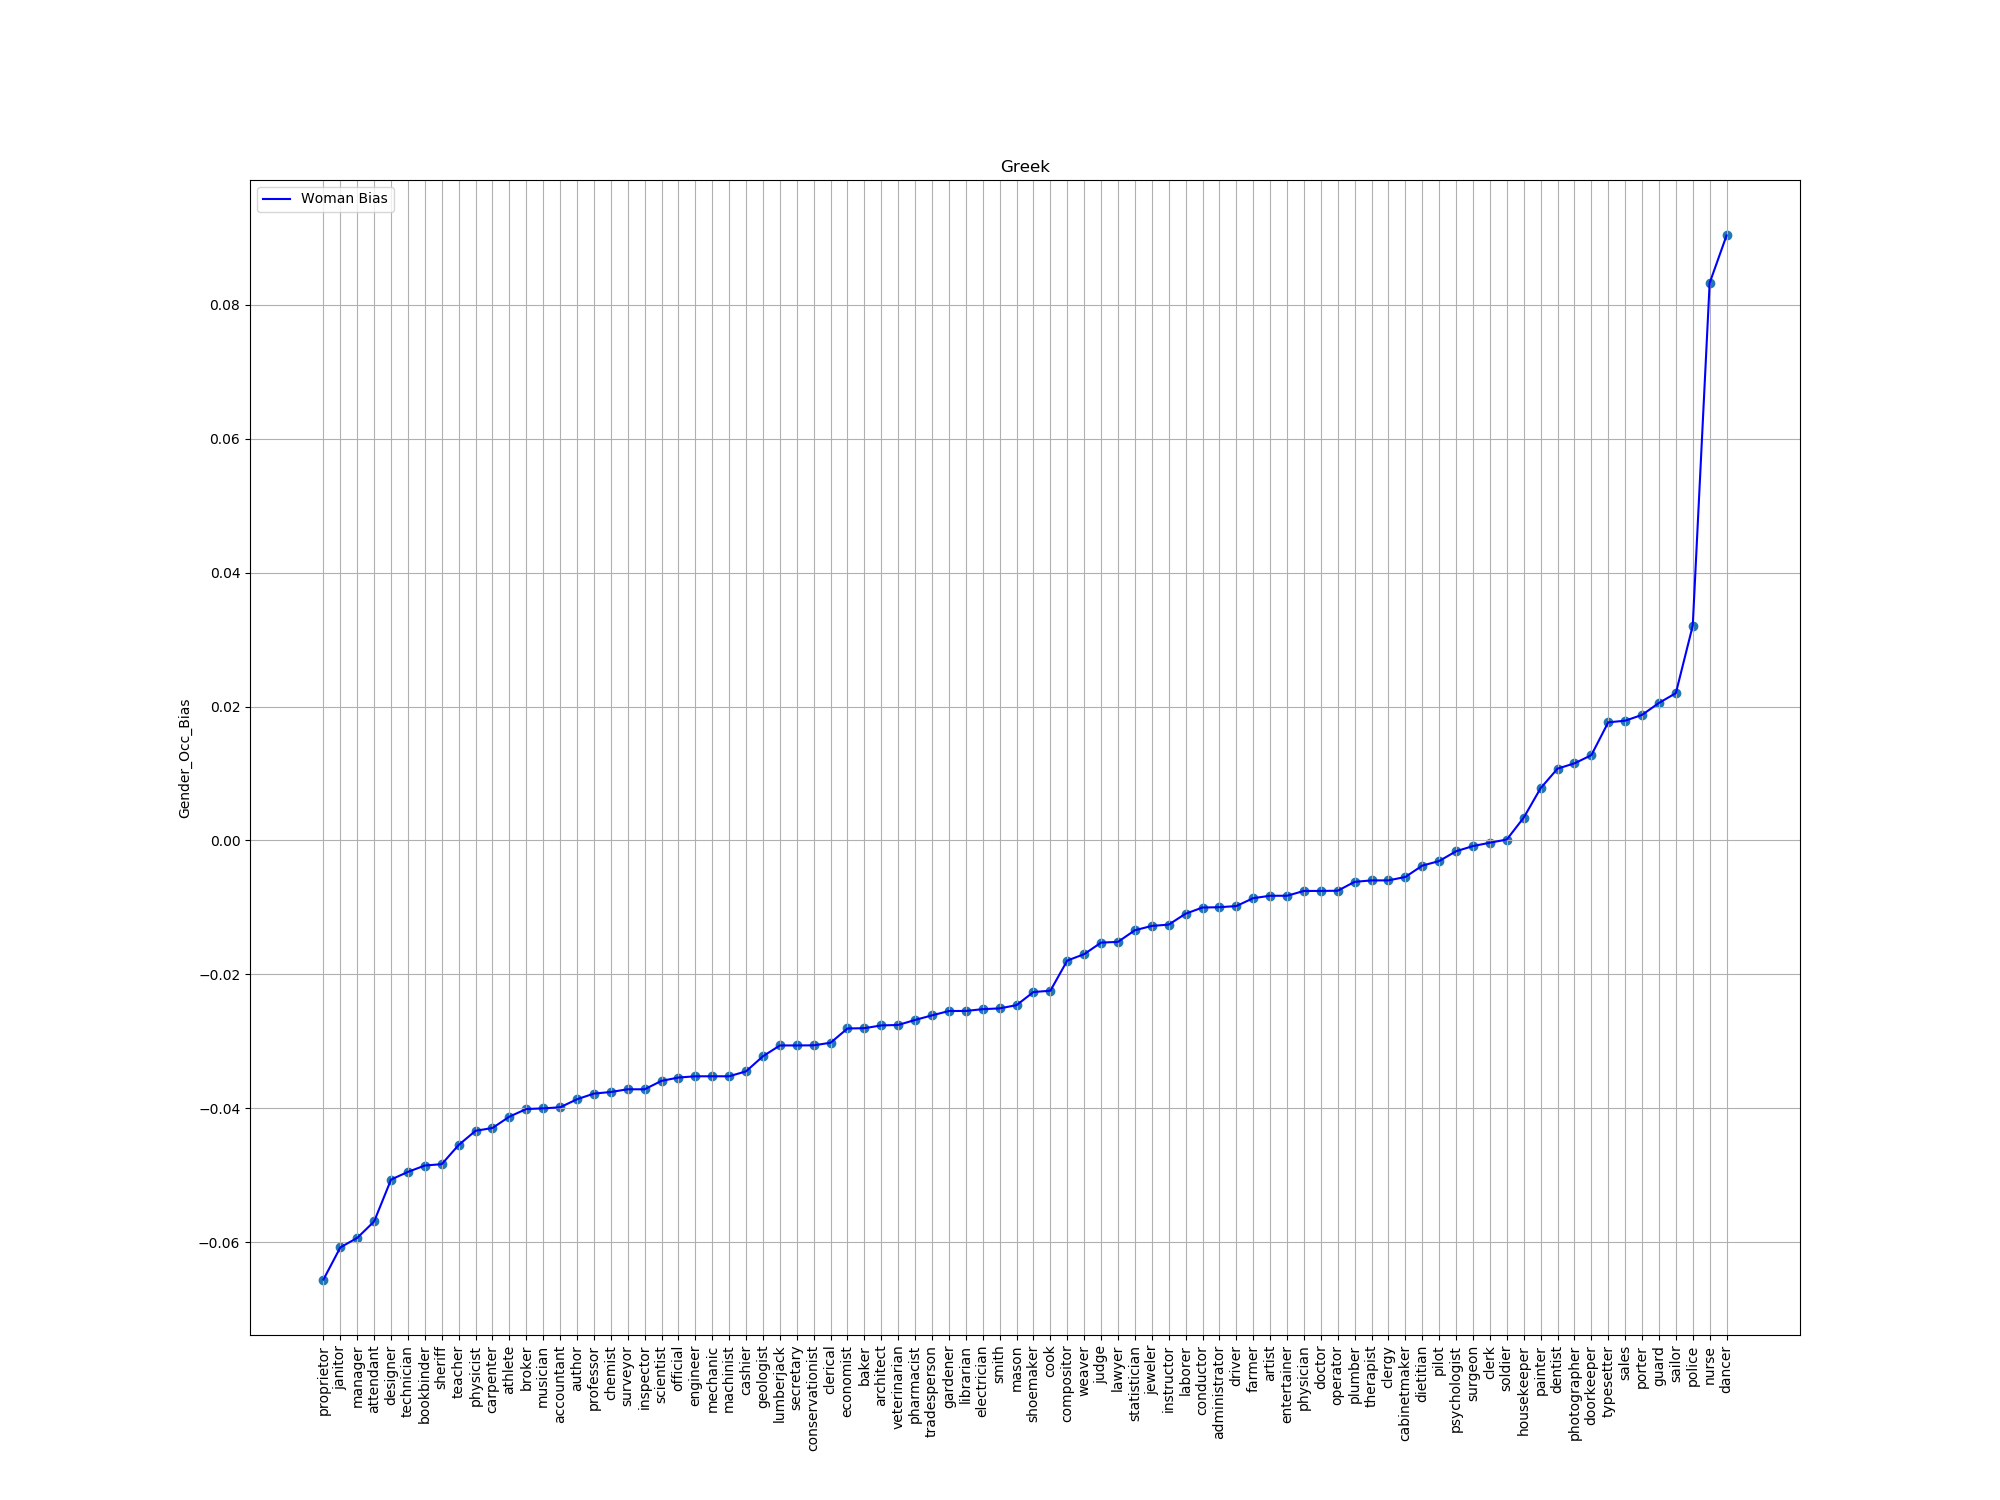 Greek
Woman Bias
Gender_Occ_Bias
0.08
0.06
0.04
0.02
0.00
−0.02
−0.04
−0.06
proprietor
janitor
manager
attendant
designer
technician
bookbinder
sheriff
teacher
physicist
carpenter
athlete
broker
musician
accountant
author
professor
chemist
surveyor
inspector
scientist
official
engineer
mechanic
machinist
cashier
geologist
lumberjack
secretary
conservationist
clerical
economist
baker
architect
veterinarian
pharmacist
tradesperson
gardener
librarian
electrician
smith
mason
shoemaker
cook
compositor
weaver
judge
lawyer
statistician
jeweler
instructor
laborer
conductor
administrator
driver
farmer
artist
entertainer
physician
doctor
operator
plumber
therapist
clergy
cabinetmaker
dietitian
pilot
psychologist
surgeon
clerk
soldier
housekeeper
painter
dentist
photographer
doorkeeper
typesetter
sales
porter
guard
sailor
police
nurse
dancer